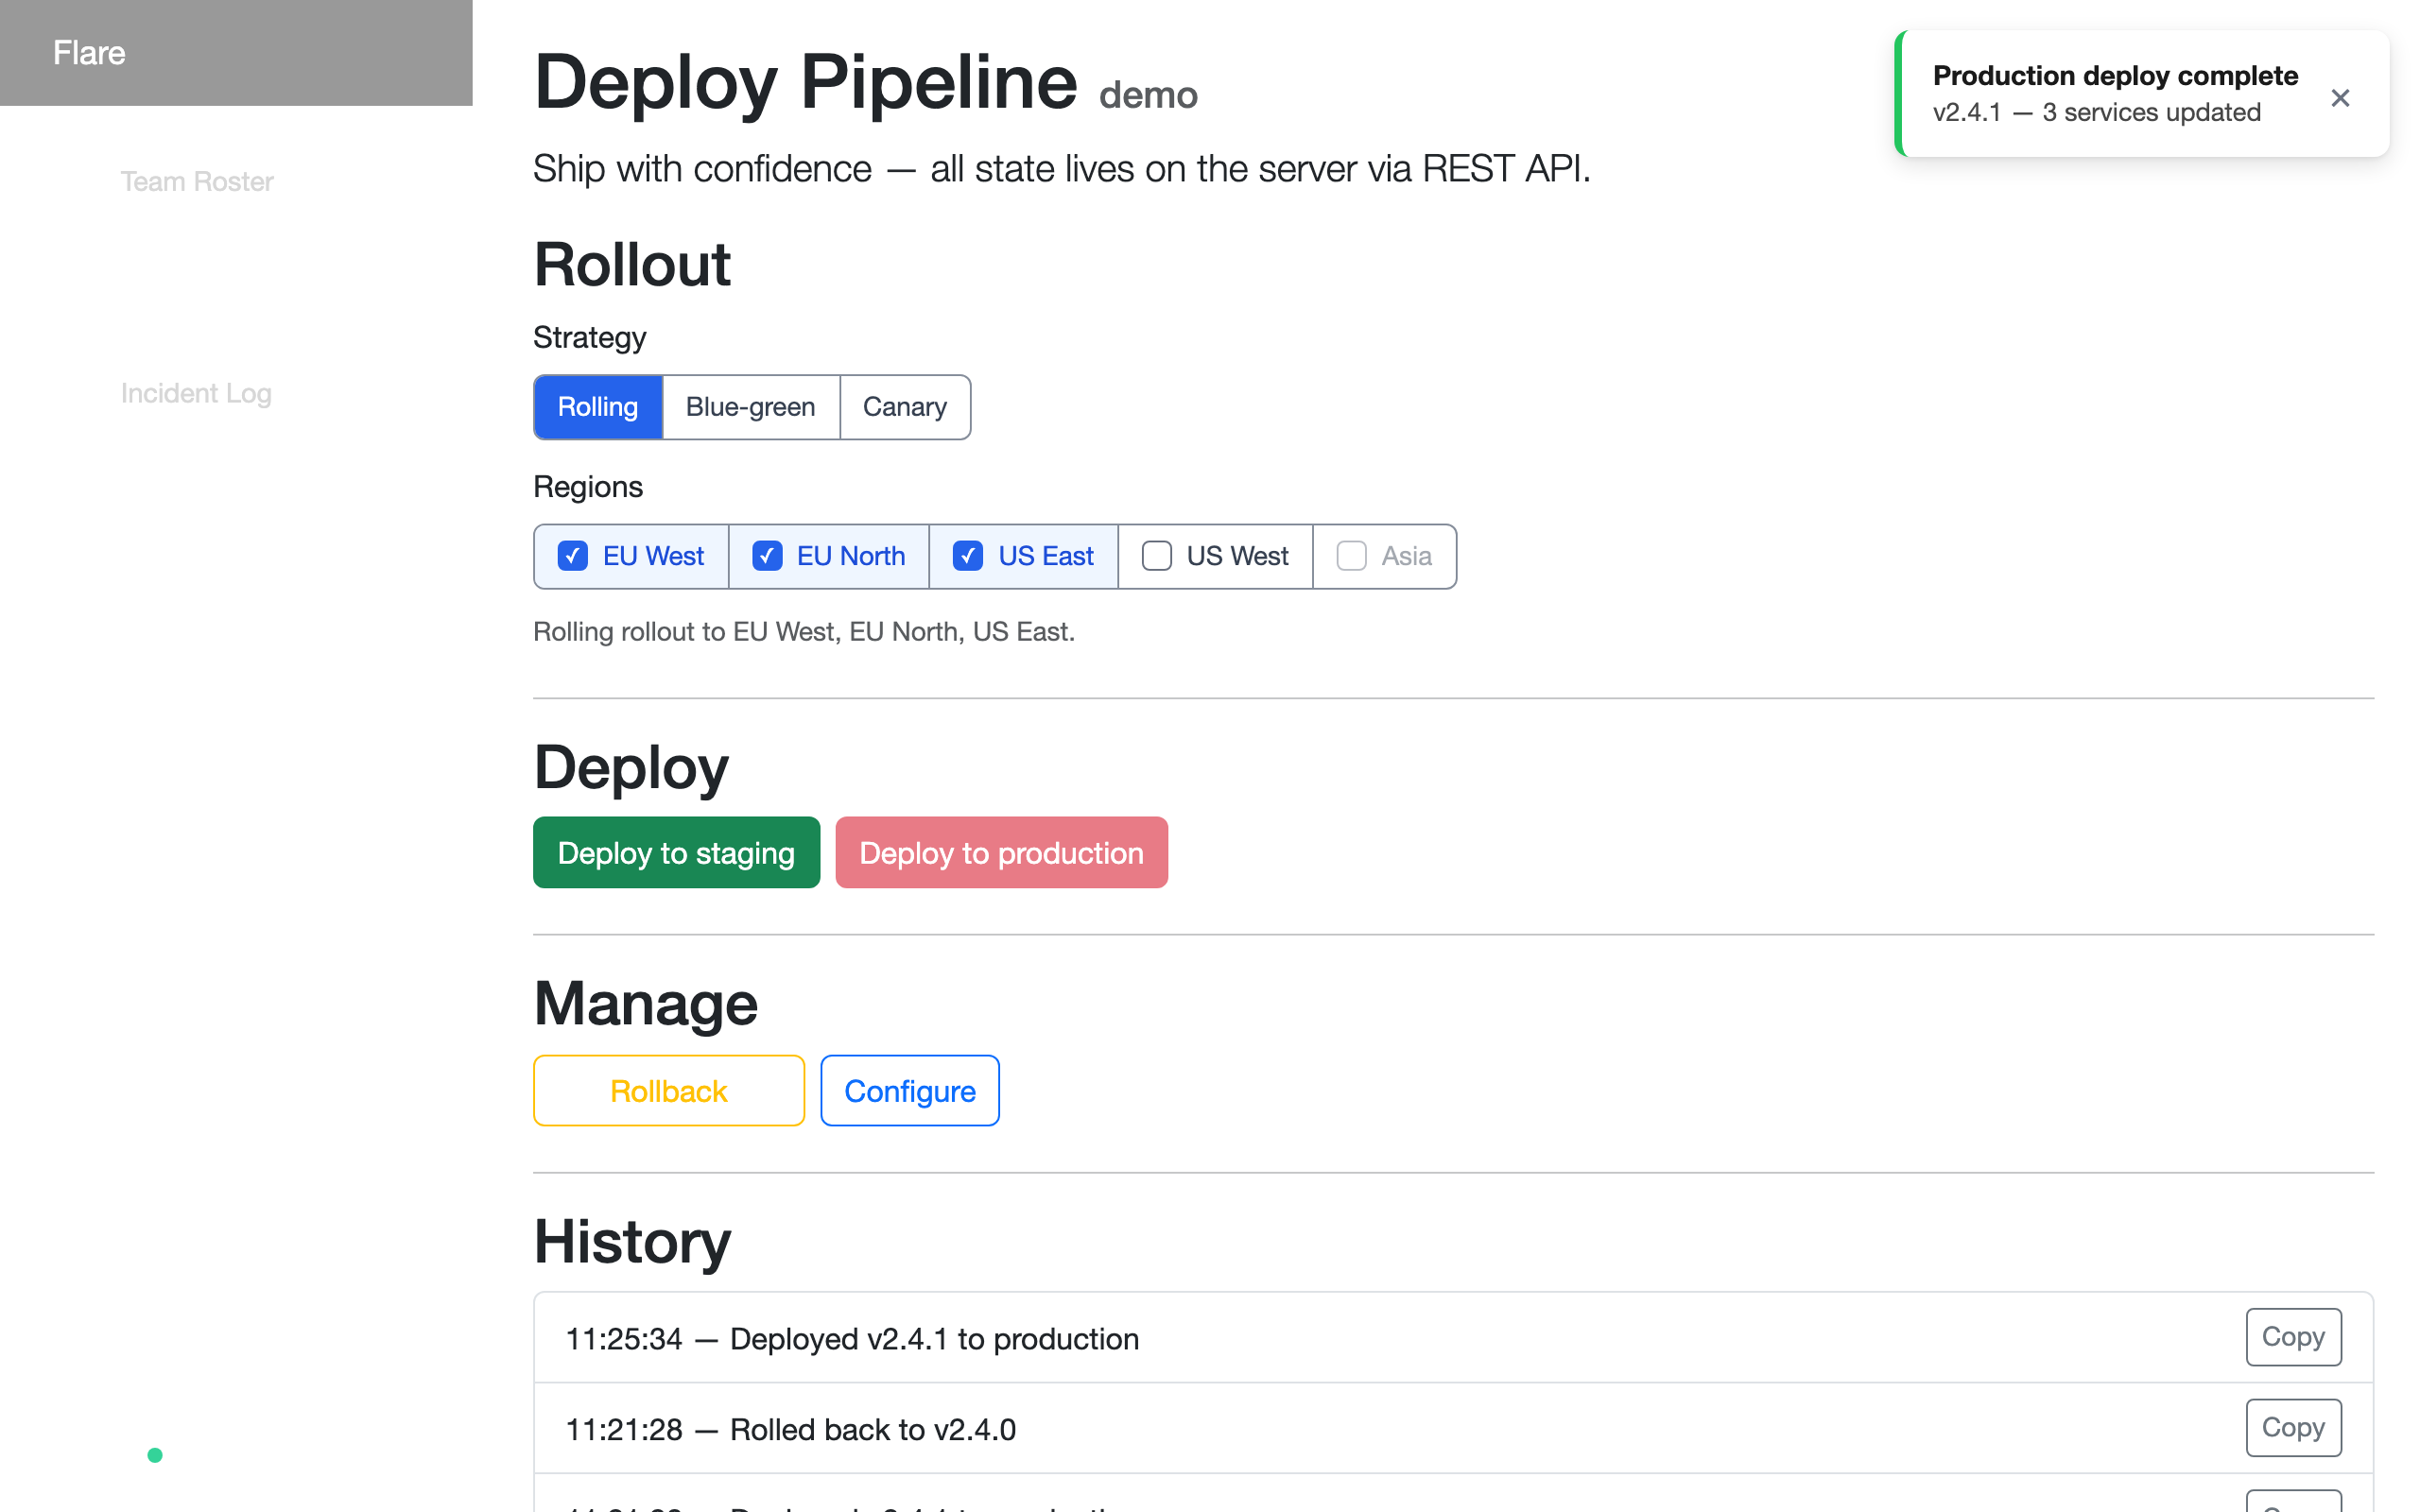 Flare
Team Roster
Incident Log
Deploy Pipeline demo
Ship with confidence — all state lives on the server via REST API.
Production deploy complete
v2.4.1 — 3 services updated
Rollout
Strategy
Rolling Blue-green Canary
Regions
EU West EU North US East US West Asia
Rolling rollout to EU West, EU North, US East.
Deploy
Deploy to staging Deploy to production
Manage
Rollback Configure
History
11:25:34 — Deployed v2.4.1 to production Copy
11:21:28 — Rolled back to v2.4.0 Copy